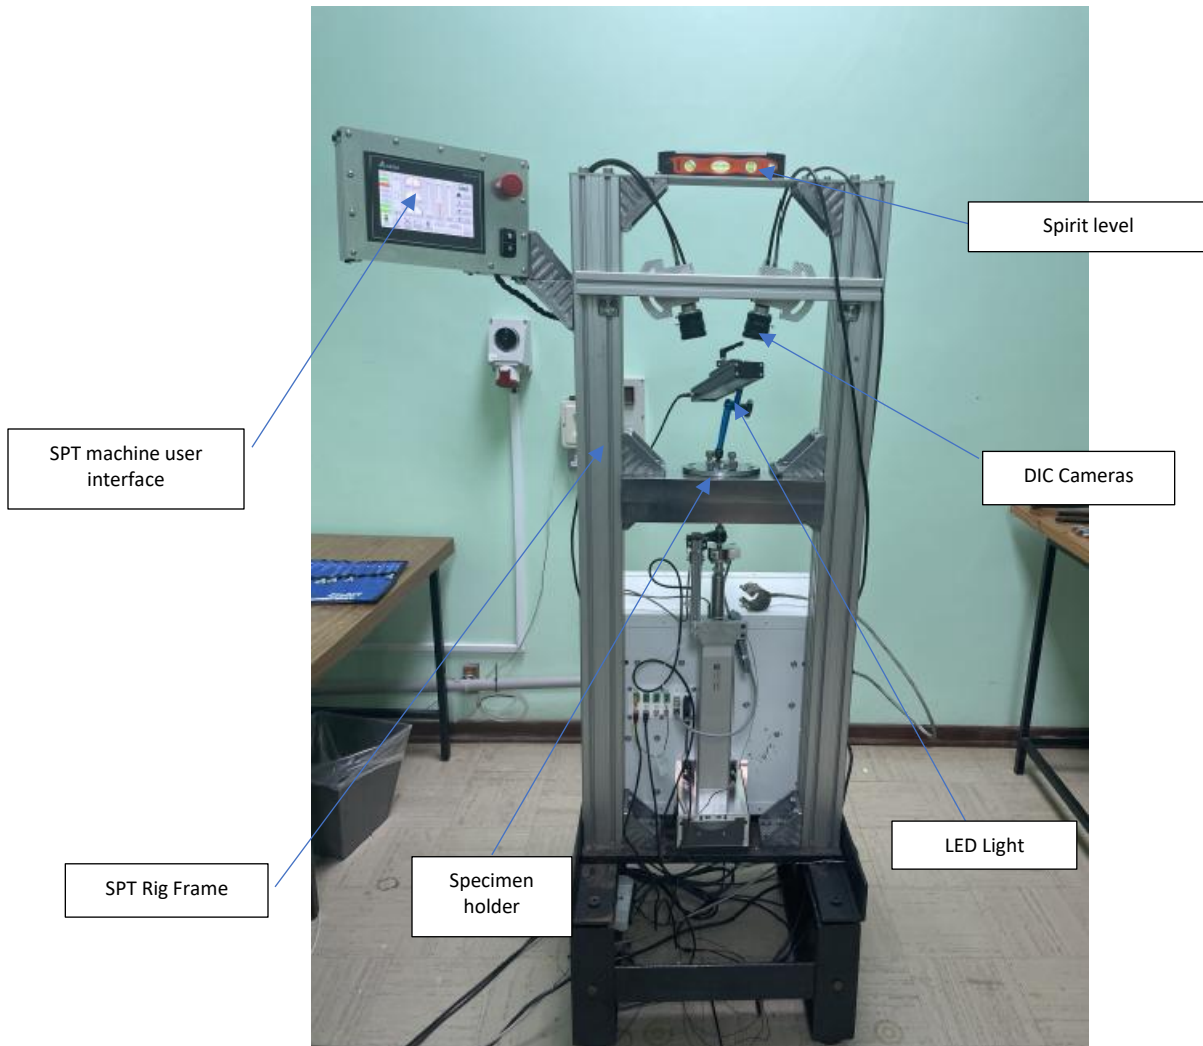 Spirit level
SPT machine user
interface
DIC Cameras
LED Light
SPT Rig Frame
Specimen
holder